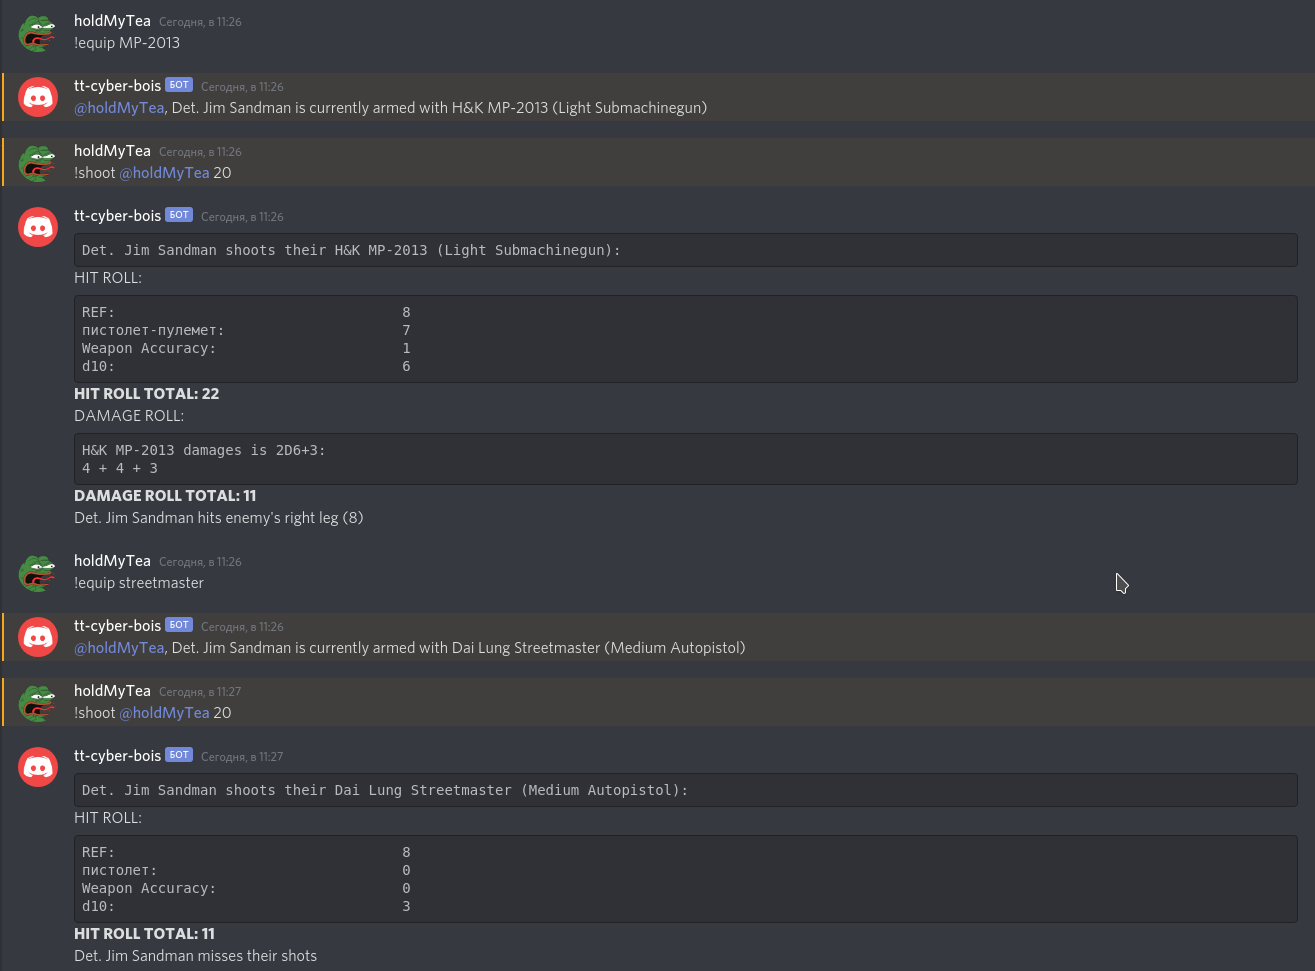 holdMyTea Сегодня, в 11:26
!equip MP-2013
tt-cyber-bois БОТ Сегодня, в 11:26
@holdMyTea, Det. Jim Sandman is currently armed with H&K MP-2013 (Light Submachinegun)
holdMyTea Сегодня, в 11:26
!shoot @holdMyTea 20
tt-cyber-bois БОТ Сегодня, в 11:26
Det. Jim Sandman shoots their H&K MP-2013 (Light Submachinegun):
HIT ROLL:
REF: 8
пистолет-пулемет: 7
Weapon Accuracy: 1
d10: 6
HIT ROLL TOTAL: 22
DAMAGE ROLL:
H&K MP-2013 damages is 2D6+3:
4 + 4 + 3
DAMAGE ROLL TOTAL: 11
Det. Jim Sandman hits enemy's right leg (8)
holdMyTea Сегодня, в 11:26
!equip streetmaster
tt-cyber-bois БОТ Сегодня, в 11:26
@holdMyTea, Det. Jim Sandman is currently armed with Dai Lung Streetmaster (Medium Autopistol)
holdMyTea Сегодня, в 11:27
!shoot @holdMyTea 20
tt-cyber-bois БОТ Сегодня, в 11:27
Det. Jim Sandman shoots their Dai Lung Streetmaster (Medium Autopistol):
HIT ROLL:
REF: 8
пистолет: 0
Weapon Accuracy: 0
d10: 3
HIT ROLL TOTAL: 11
Det. Jim Sandman misses their shots